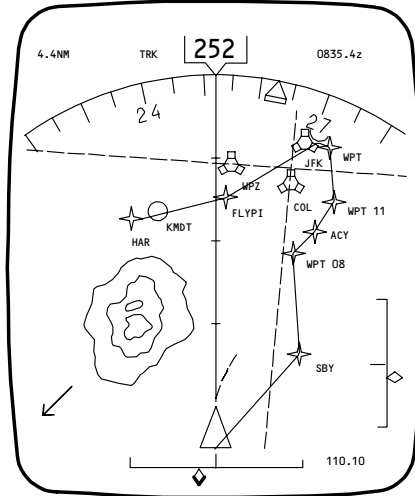 4.4NM TRK 252 0835.4z
24 27
JFK WPT
WPZ
COL
FLYPI
WPT 11
KMDT
ACY
HAR
WPT 08
SBY
110.10